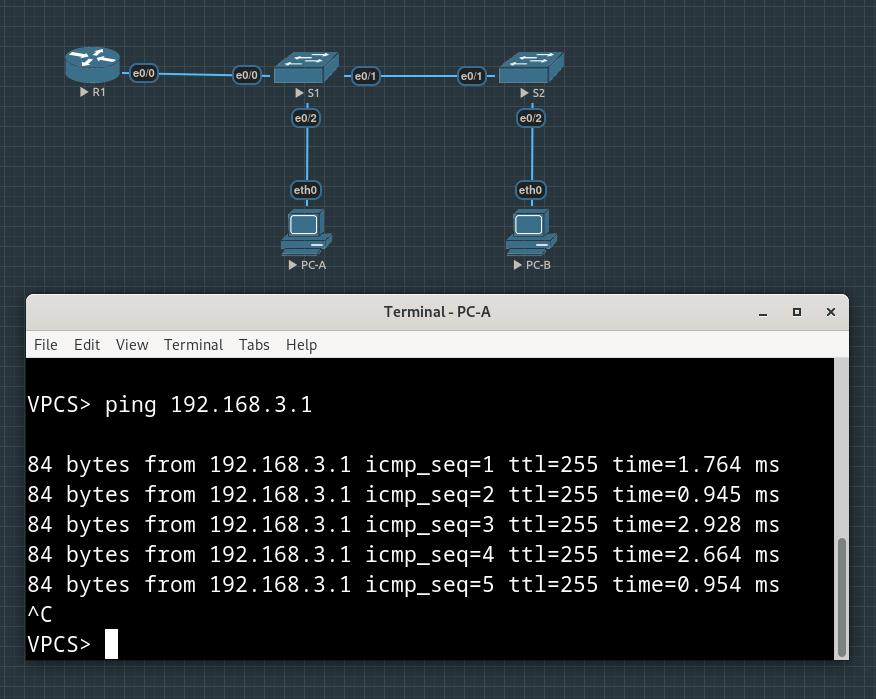 e0/0 e0/0 e0/1 e0/1
R1 S1 S2
e0/2 e0/2
eth0 eth0
PC-A PC-B
Terminal - PC-A
File Edit View Terminal Tabs Help
VPCS> ping 192.168.3.1
84 bytes from 192.168.3.1 icmp_seq=1 ttl=255 time=1.764 ms
84 bytes from 192.168.3.1 icmp_seq=2 ttl=255 time=0.945 ms
84 bytes from 192.168.3.1 icmp_seq=3 ttl=255 time=2.928 ms
84 bytes from 192.168.3.1 icmp_seq=4 ttl=255 time=2.664 ms
84 bytes from 192.168.3.1 icmp_seq=5 ttl=255 time=0.954 ms
^C
VPCS>